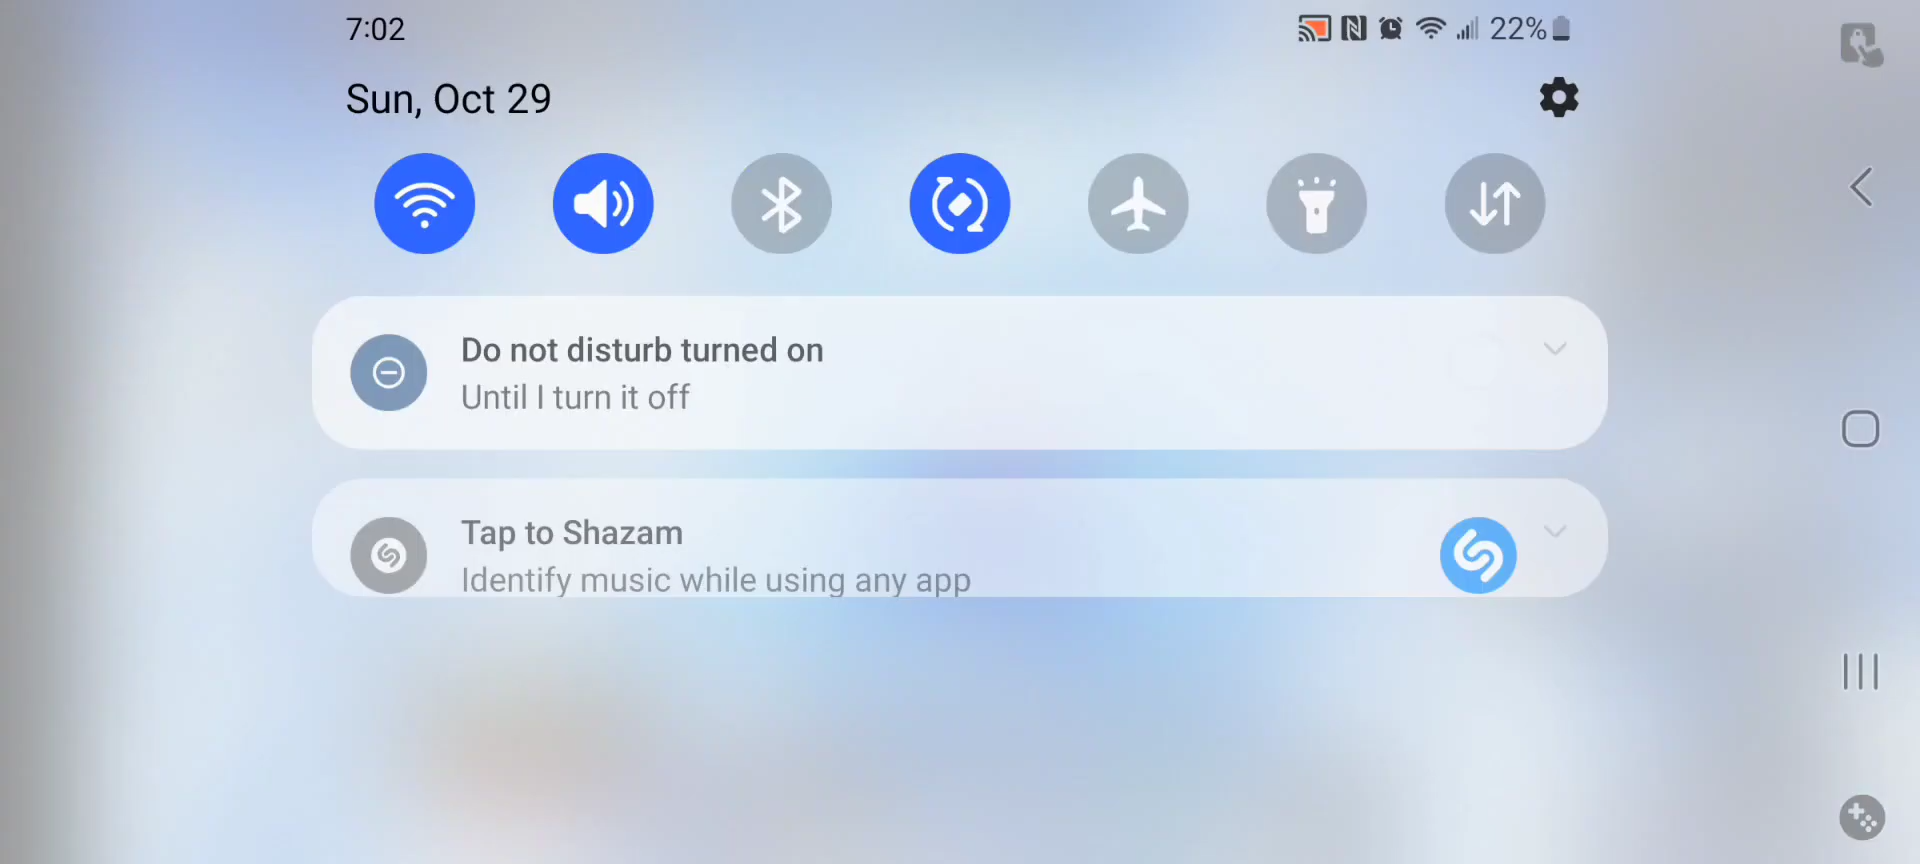 7:02
22%
Sun, Oct 29
Do not disturb turned on
Until I turn it off
Tap to Shazam
Identify music while using any app